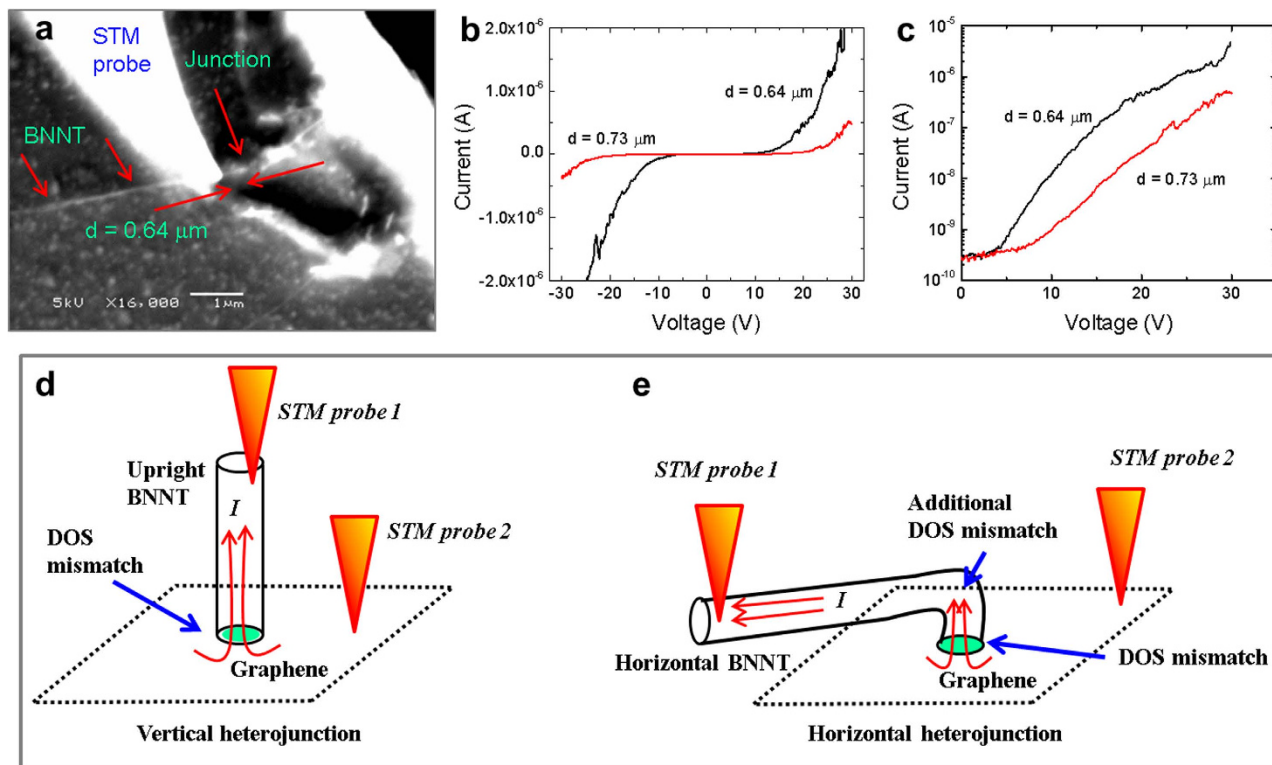 a
STM
probe
Junction
BNNT
d = 0.64 μm
5kV X16,000 1μm
b
Current (A)
2.0x10⁻⁶
1.0x10⁻⁶
0.0
-1.0x10⁻⁶
-2.0x10⁻⁶
d = 0.64 μm
d = 0.73 μm
-30 -20 -10 0 10 20 30
Voltage (V)
c
Current (A)
10⁻⁵
10⁻⁶
10⁻⁷
10⁻⁸
10⁻⁹
10⁻¹⁰
d = 0.64 μm
d = 0.73 μm
0 10 20 30
Voltage (V)
d
STM probe 1
Upright
BNNT
I
DOS
mismatch
STM probe 2
Graphene
Vertical heterojunction
e
STM probe 1
STM probe 2
Additional
DOS mismatch
I
Horizontal BNNT
DOS mismatch
Graphene
Horizontal heterojunction